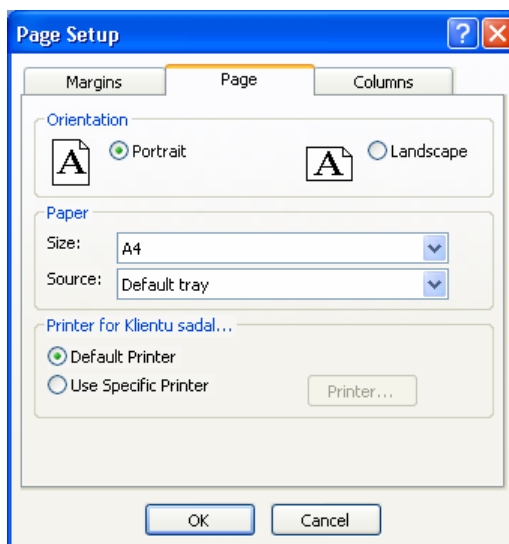 Page Setup
Margins Page Columns
Orientation
A Portrait A Landscape
Paper
Size: A4
Source: Default tray
Printer for Klientu sadal...
Default Printer
Use Specific Printer Printer...
OK Cancel